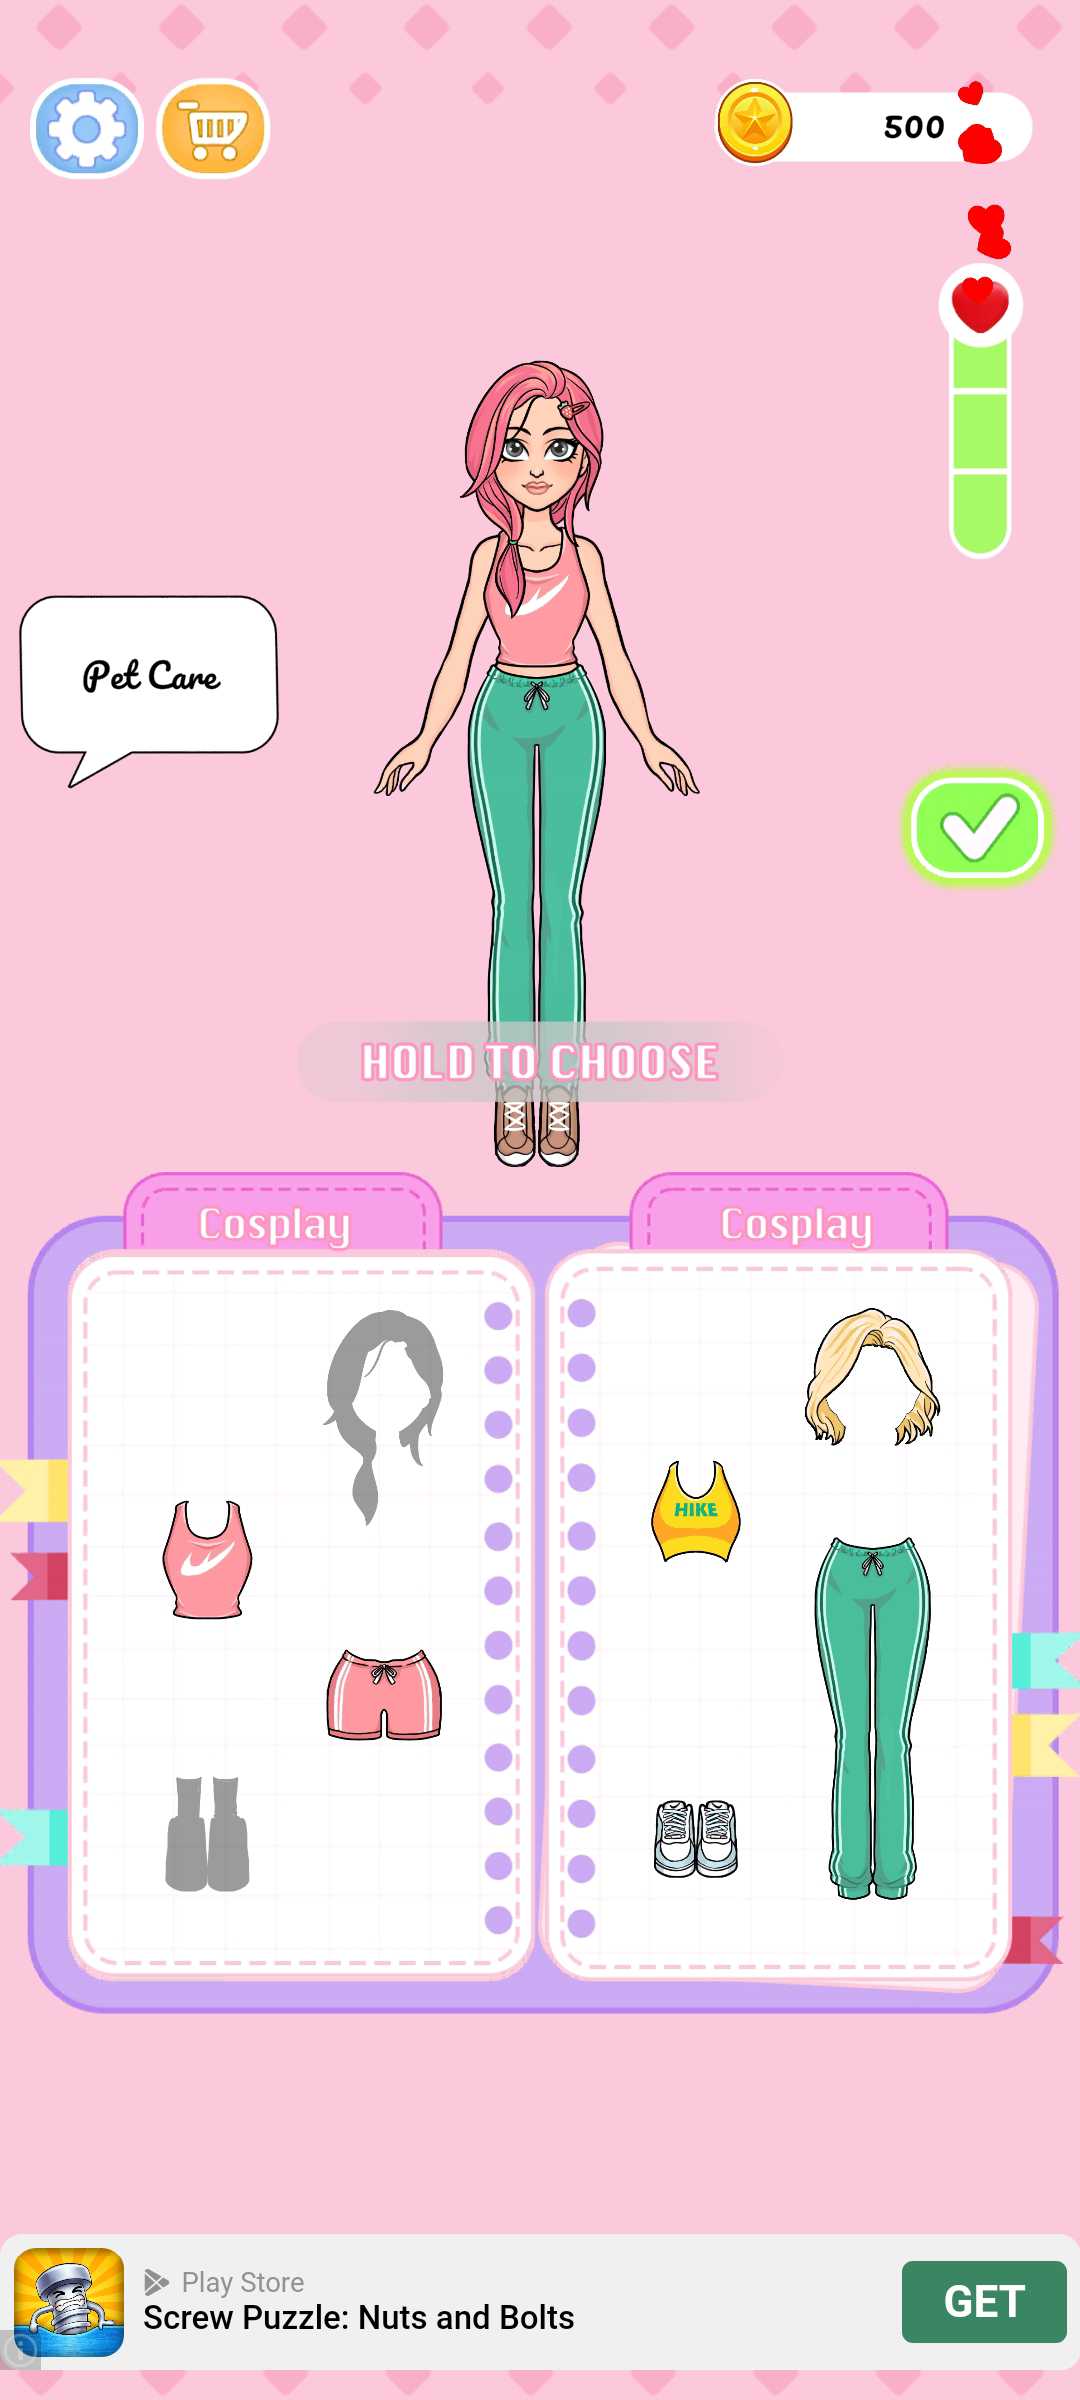 500
Pet Care
HOLD TO CHOOSE
Cosplay
Cosplay
HIKE
Play Store
Screw Puzzle: Nuts and Bolts
GET